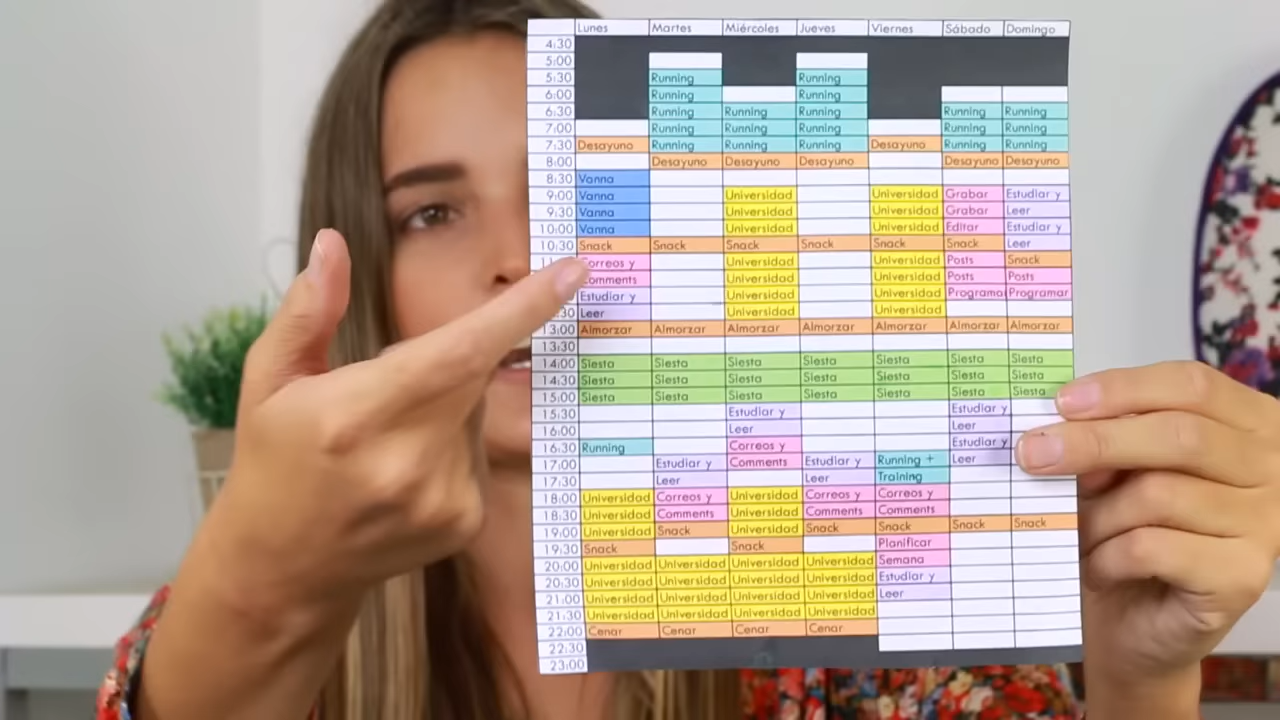 Lunes Martes Miércoles Jueves Viernes Sábado Domingo
4:30
5:00
5:30 Running Running
6:00 Running Running
6:30 Running Running Running Running Running
7:00 Running Running Running Running Running
7:30 Desayuno Running Running Running Desayuno Running Running
8:00 Desayuno Desayuno Desayuno Desayuno Desayuno
8:30 Vanna
9:00 Vanna Universidad Universidad Grabar Estudiar y
9:30 Vanna Universidad Universidad Grabar Leer
10:00 Vanna Universidad Universidad Editar Estudiar y
10:30 Snack Snack Snack Snack Snack Snack Leer
Correos y Universidad Universidad Posts Snack
Comments Universidad Universidad Posts Posts
Estudiar y Universidad Universidad Programar Programar
Leer Universidad Universidad
13:00 Almorzar Almorzar Almorzar Almorzar Almorzar Almorzar Almorzar
13:30
14:00 Siesta Siesta Siesta Siesta Siesta Siesta Siesta
14:30 Siesta Siesta Siesta Siesta Siesta Siesta Siesta
15:00 Siesta Siesta Siesta Siesta Siesta Siesta Siesta
15:30 Estudiar y Estudiar y
16:00 Leer Leer
16:30 Running Correos y Estudiar y
17:00 Estudiar y Comments Estudiar y Running + Leer
17:30 Leer Leer Training
18:00 Universidad Correos y Universidad Correos y Correos y
18:30 Universidad Comments Universidad Comments Comments
19:00 Universidad Snack Universidad Snack Snack Snack Snack
19:30 Snack Snack Planificar
20:00 Universidad Universidad Universidad Universidad Semana
20:30 Universidad Universidad Universidad Universidad Estudiar y
21:00 Universidad Universidad Universidad Universidad Leer
21:30 Universidad Universidad Universidad Universidad
22:00 Cenar Cenar Cenar Cenar
22:30
23:00